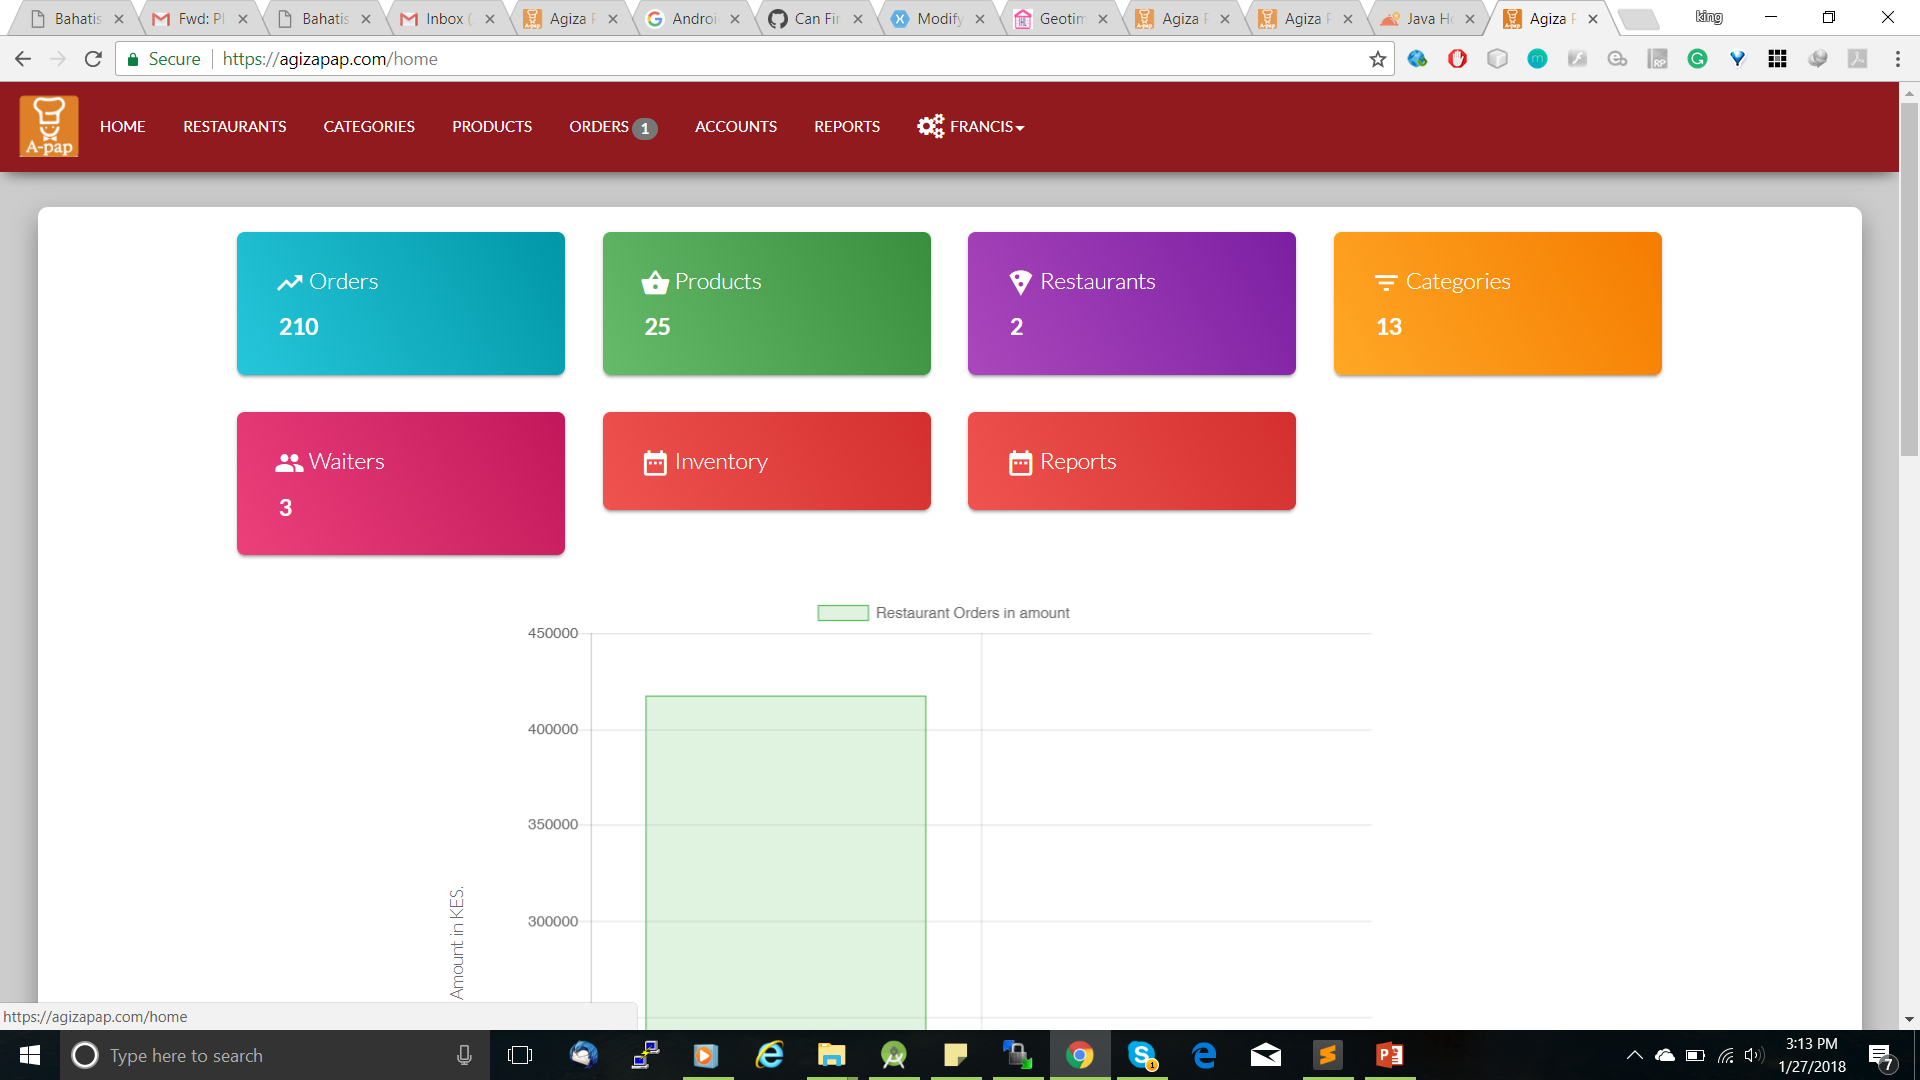 Bahatis
Fwd: Pl
Bahatis
Inbox (
Agiza P
Androi
Can Fir
Modify
Geotim
Agiza P
Agiza P
Java Ho
Agiza P
king
Secure
https://agizapap.com/home
A-pap
HOME
RESTAURANTS
CATEGORIES
PRODUCTS
ORDERS 1
ACCOUNTS
REPORTS
FRANCIS
Orders
210
Products
25
Restaurants
2
Categories
13
Waiters
3
Inventory
Reports
Restaurant Orders in amount
450000
400000
350000
300000
Amount in KES.
https://agizapap.com/home
Type here to search
3:13 PM
1/27/2018
7